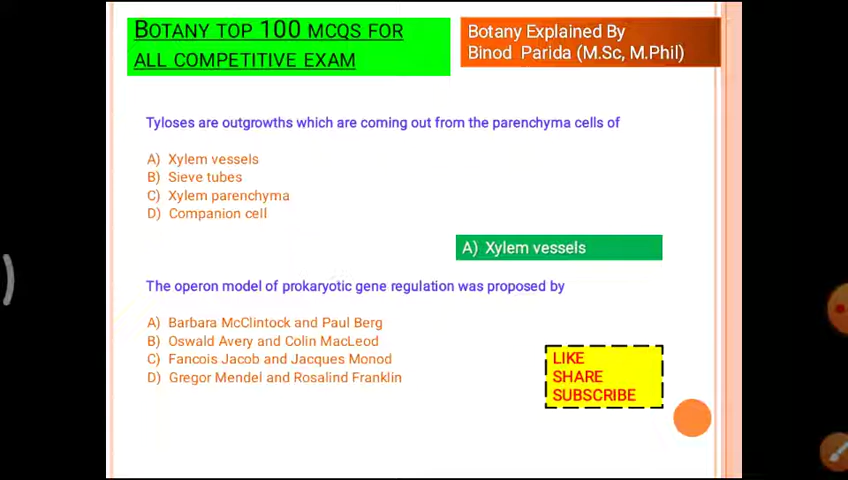 BOTANY TOP 100 MCQS FOR
ALL COMPETITIVE EXAM
Botany Explained By
Binod Parida (M.Sc, M.Phil)
Tyloses are outgrowths which are coming out from the parenchyma cells of
A) Xylem vessels
B) Sieve tubes
C) Xylem parenchyma
D) Companion cell
A) Xylem vessels
The operon model of prokaryotic gene regulation was proposed by
A) Barbara McClintock and Paul Berg
B) Oswald Avery and Colin MacLeod
C) Fancois Jacob and Jacques Monod
D) Gregor Mendel and Rosalind Franklin
LIKE
SHARE
SUBSCRIBE